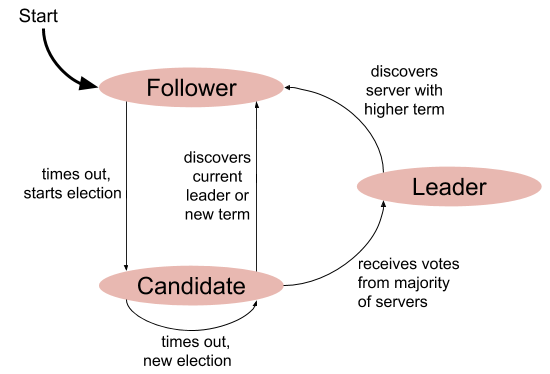 Start
Follower
discovers
server with
higher term
times out,
starts election
discovers
current
leader or
new term
Leader
Candidate
receives votes
from majority
of servers
times out,
new election